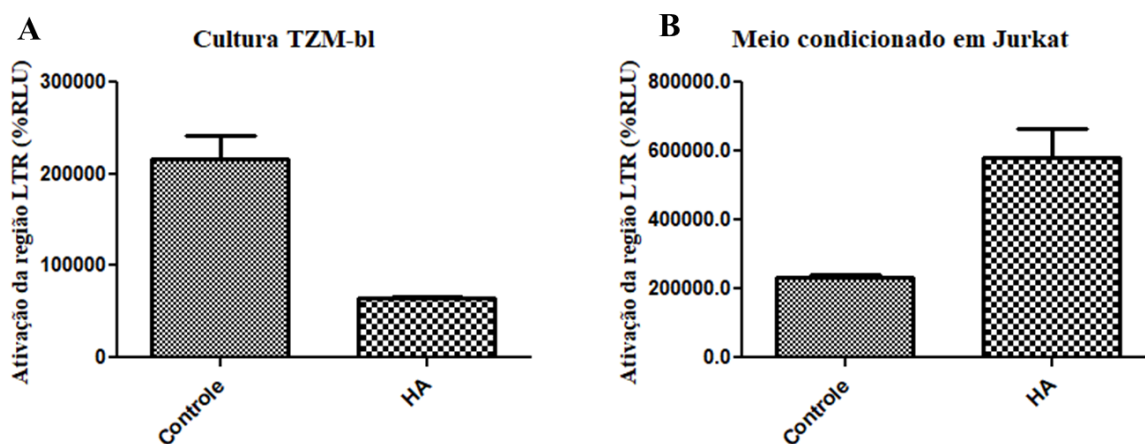 A
Cultura TZM-bl
Ativação da região LTR (%RLU)
300000
200000
100000
0
Controle
HA
B
Meio condicionado em Jurkat
Ativação da região LTR (%RLU)
800000.0
600000.0
400000.0
200000.0
0.0
Controle
HA